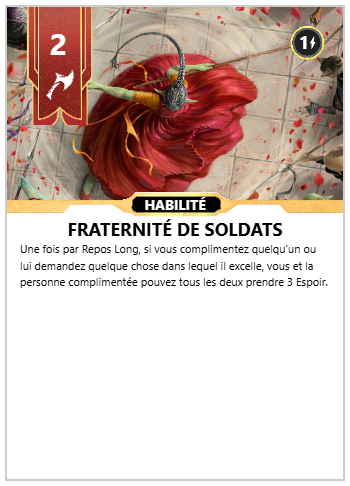 2
1
HABILITÉ
FRATERNITÉ DE SOLDATS
Une fois par Repos Long, si vous complimentez quelqu'un ou
lui demandez quelque chose dans lequel il excelle, vous et la
personne complimentée pouvez tous les deux prendre 3 Espoir.